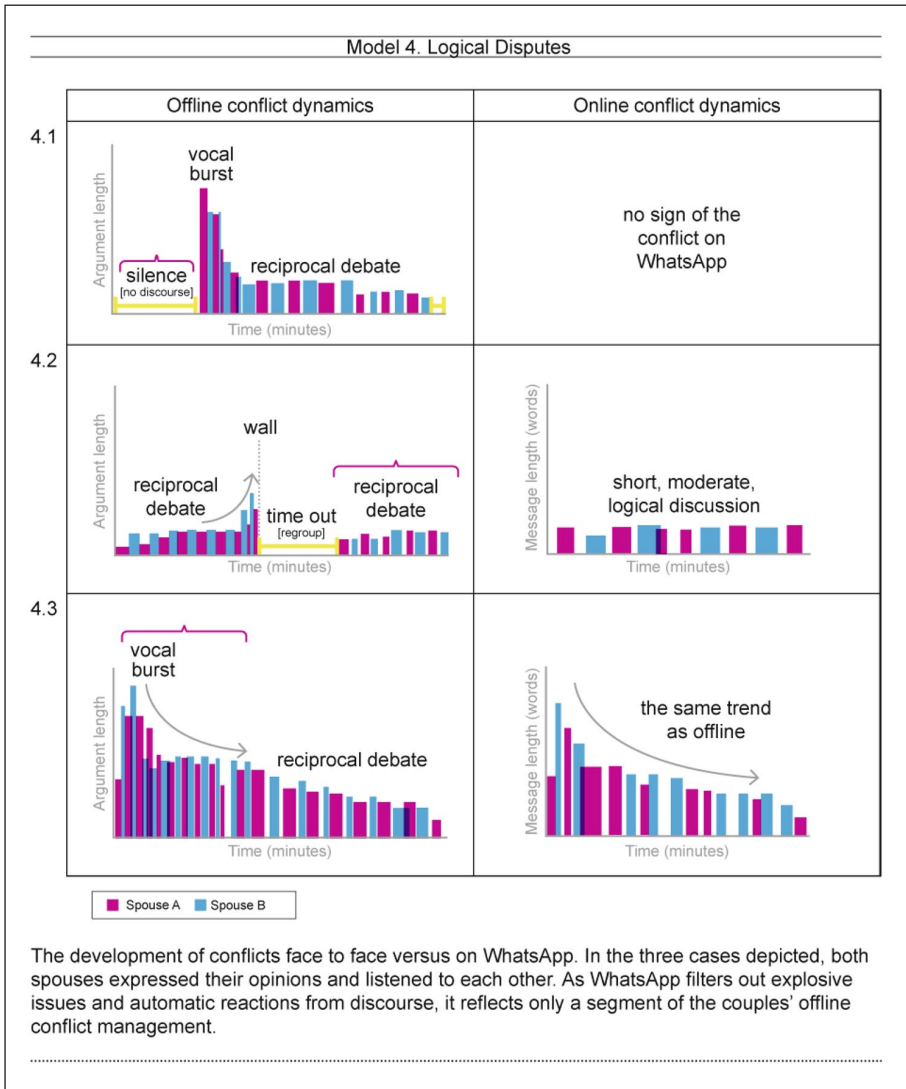 Model 4. Logical Disputes
Offline conflict dynamics
Online conflict dynamics
4.1
Argument length
vocal
burst
silence
[no discourse]
reciprocal debate
Time (minutes)
no sign of the
conflict on
WhatsApp
4.2
Argument length
reciprocal
debate
wall
time out
[regroup]
reciprocal
debate
Time (minutes)
Message length (words)
short, moderate,
logical discussion
Time (minutes)
4.3
Argument length
vocal
burst
reciprocal debate
Time (minutes)
Message length (words)
the same trend
as offline
Time (minutes)
Spouse A
Spouse B
The development of conflicts face to face versus on WhatsApp. In the three cases depicted, both
spouses expressed their opinions and listened to each other. As WhatsApp filters out explosive
issues and automatic reactions from discourse, it reflects only a segment of the couples' offline
conflict management.